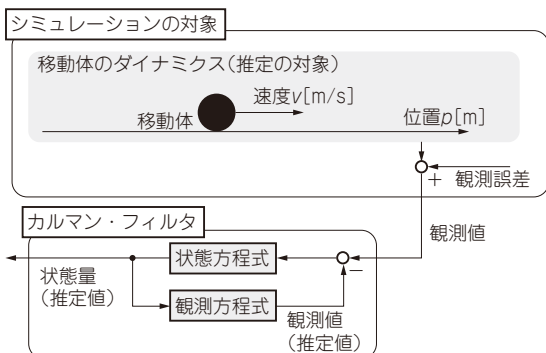 シミュレーションの対象
移動体のダイナミクス(推定の対象)
速度v[m/s]
移動体
位置p[m]
+ 観測誤差
カルマン・フィルタ
観測値
状態方程式
−
状態量
(推定値)
観測方程式
観測値
(推定値)